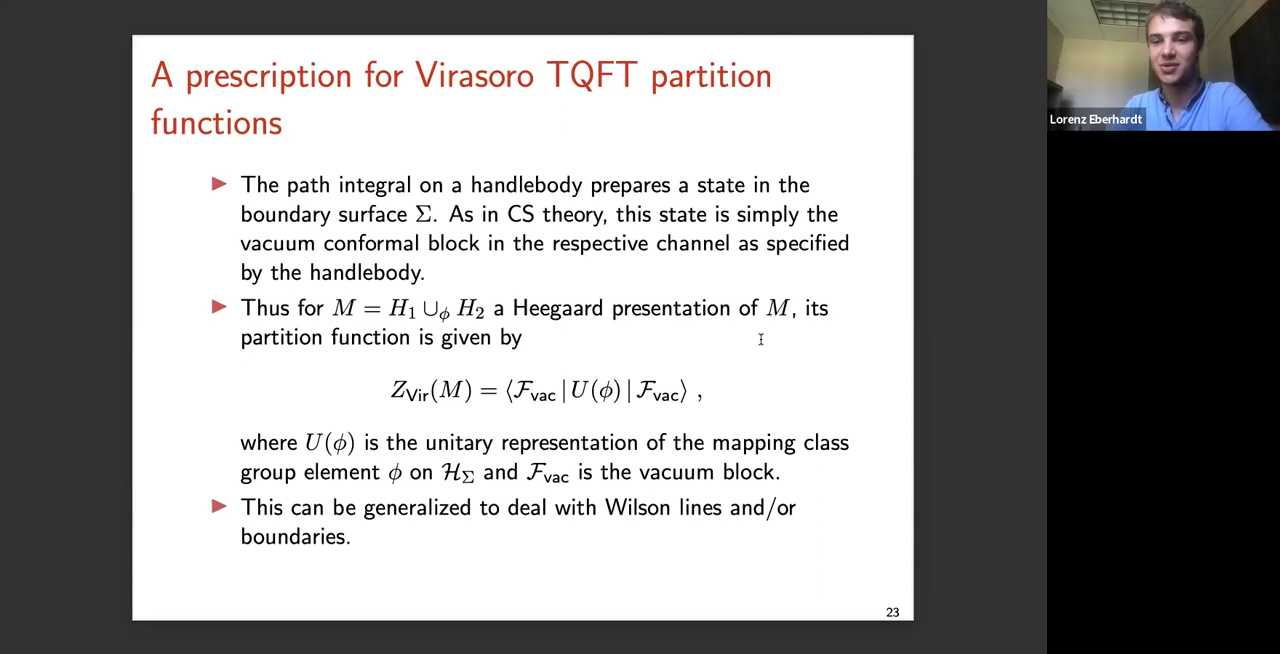 A prescription for Virasoro TQFT partition
functions
▶ The path integral on a handlebody prepares a state in the
boundary surface Σ. As in CS theory, this state is simply the
vacuum conformal block in the respective channel as specified
by the handlebody.
▶ Thus for M = H₁ ∪_ϕ H₂ a Heegaard presentation of M, its
partition function is given by
Z_Vir(M) = ⟨ℱ_vac | U(ϕ) | ℱ_vac⟩ ,
where U(ϕ) is the unitary representation of the mapping class
group element ϕ on ℋ_Σ and ℱ_vac is the vacuum block.
▶ This can be generalized to deal with Wilson lines and/or
boundaries.
23
Lorenz Eberhardt